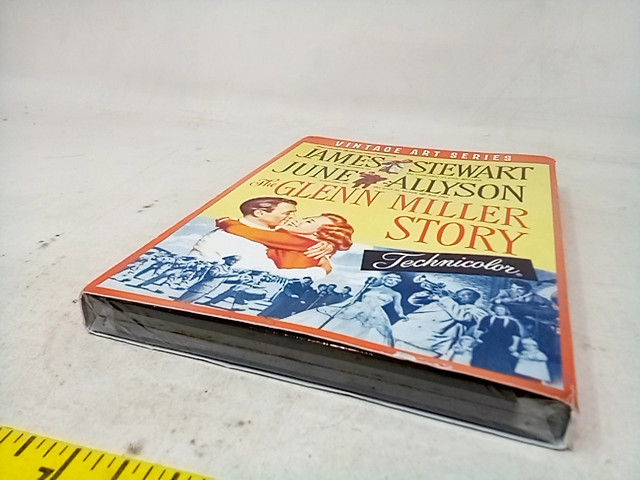 VINTAGE ART SERIES
JAMES STEWART
JUNE ALLYSON
The GLENN MILLER
STORY
Technicolor